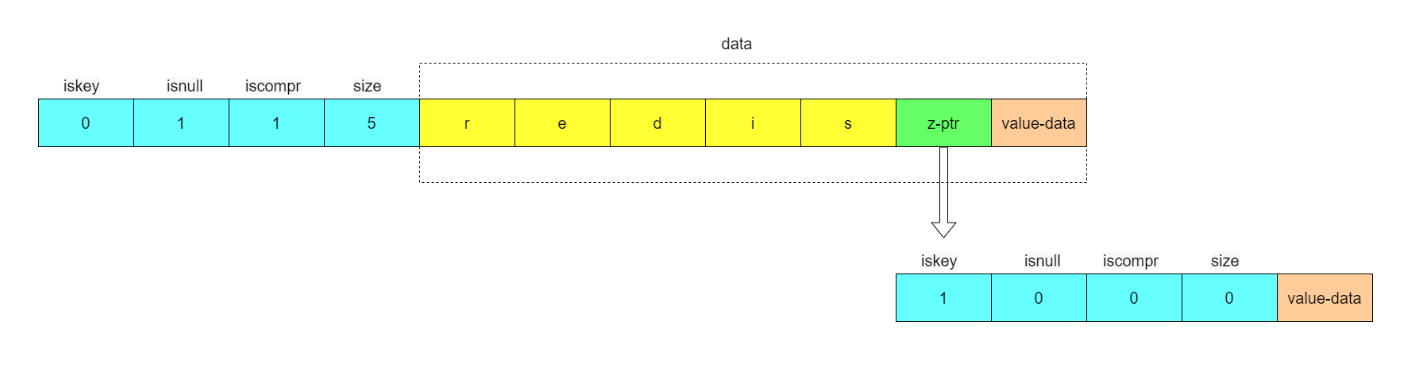 data
iskey isnull iscompr size
0 1 1 5 r e d i s z-ptr value-data
iskey isnull iscompr size
1 0 0 0 value-data